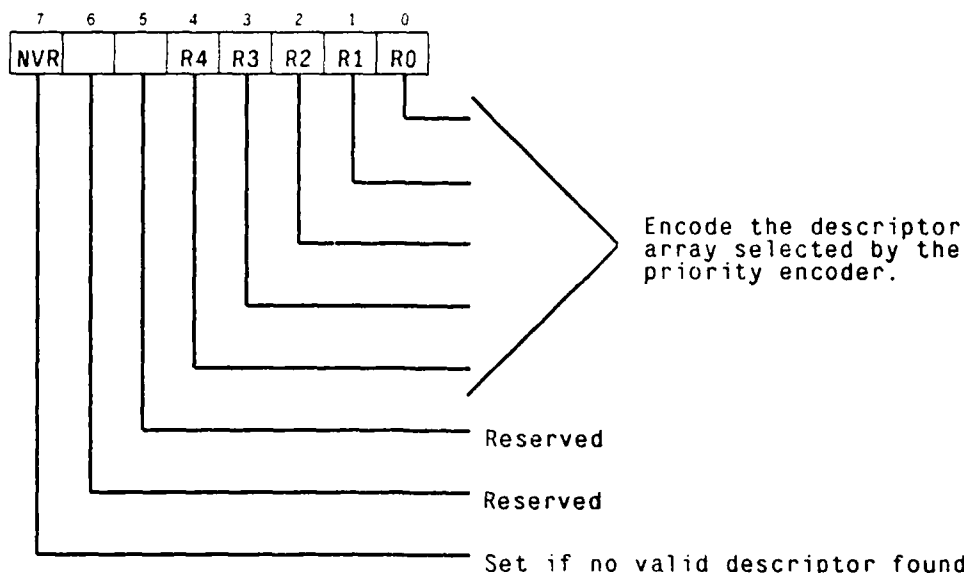 7 6 5 4 3 2 1 0
NVR R4 R3 R2 R1 R0
Encode the descriptor
array selected by the
priority encoder.
Reserved
Reserved
Set if no valid descriptor found